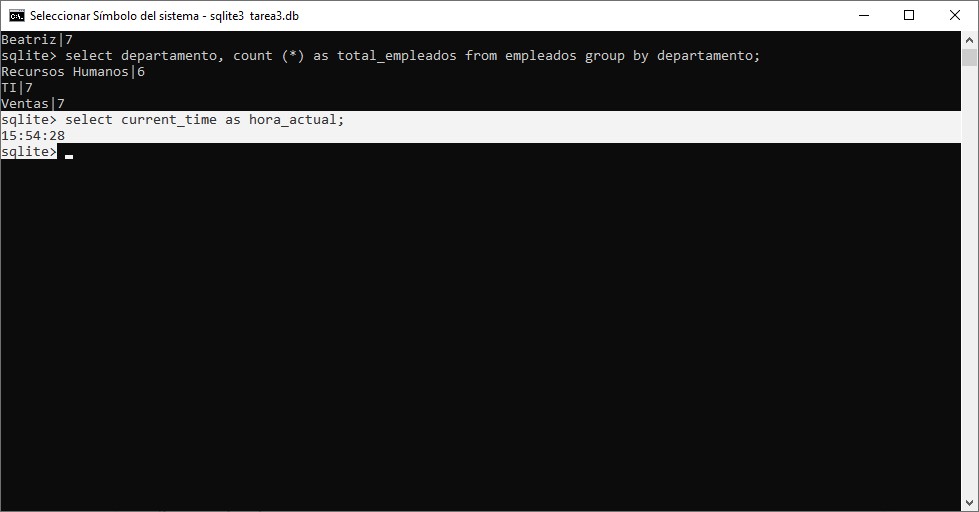 Seleccionar Símbolo del sistema - sqlite3  tarea3.db
Beatriz|7
sqlite> select departamento, count (*) as total_empleados from empleados group by departamento;
Recursos Humanos|6
TI|7
Ventas|7
sqlite> select current_time as hora_actual;
15:54:28
sqlite>